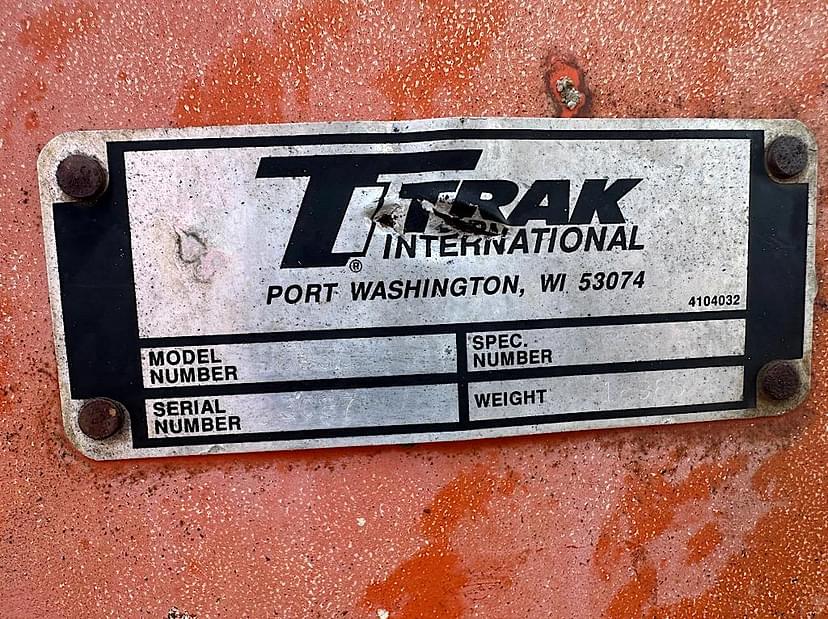 TRAK
INTERNATIONAL
®
PORT WASHINGTON, WI 53074
4104032
MODEL
NUMBER
SPEC.
NUMBER
SERIAL
NUMBER
WEIGHT